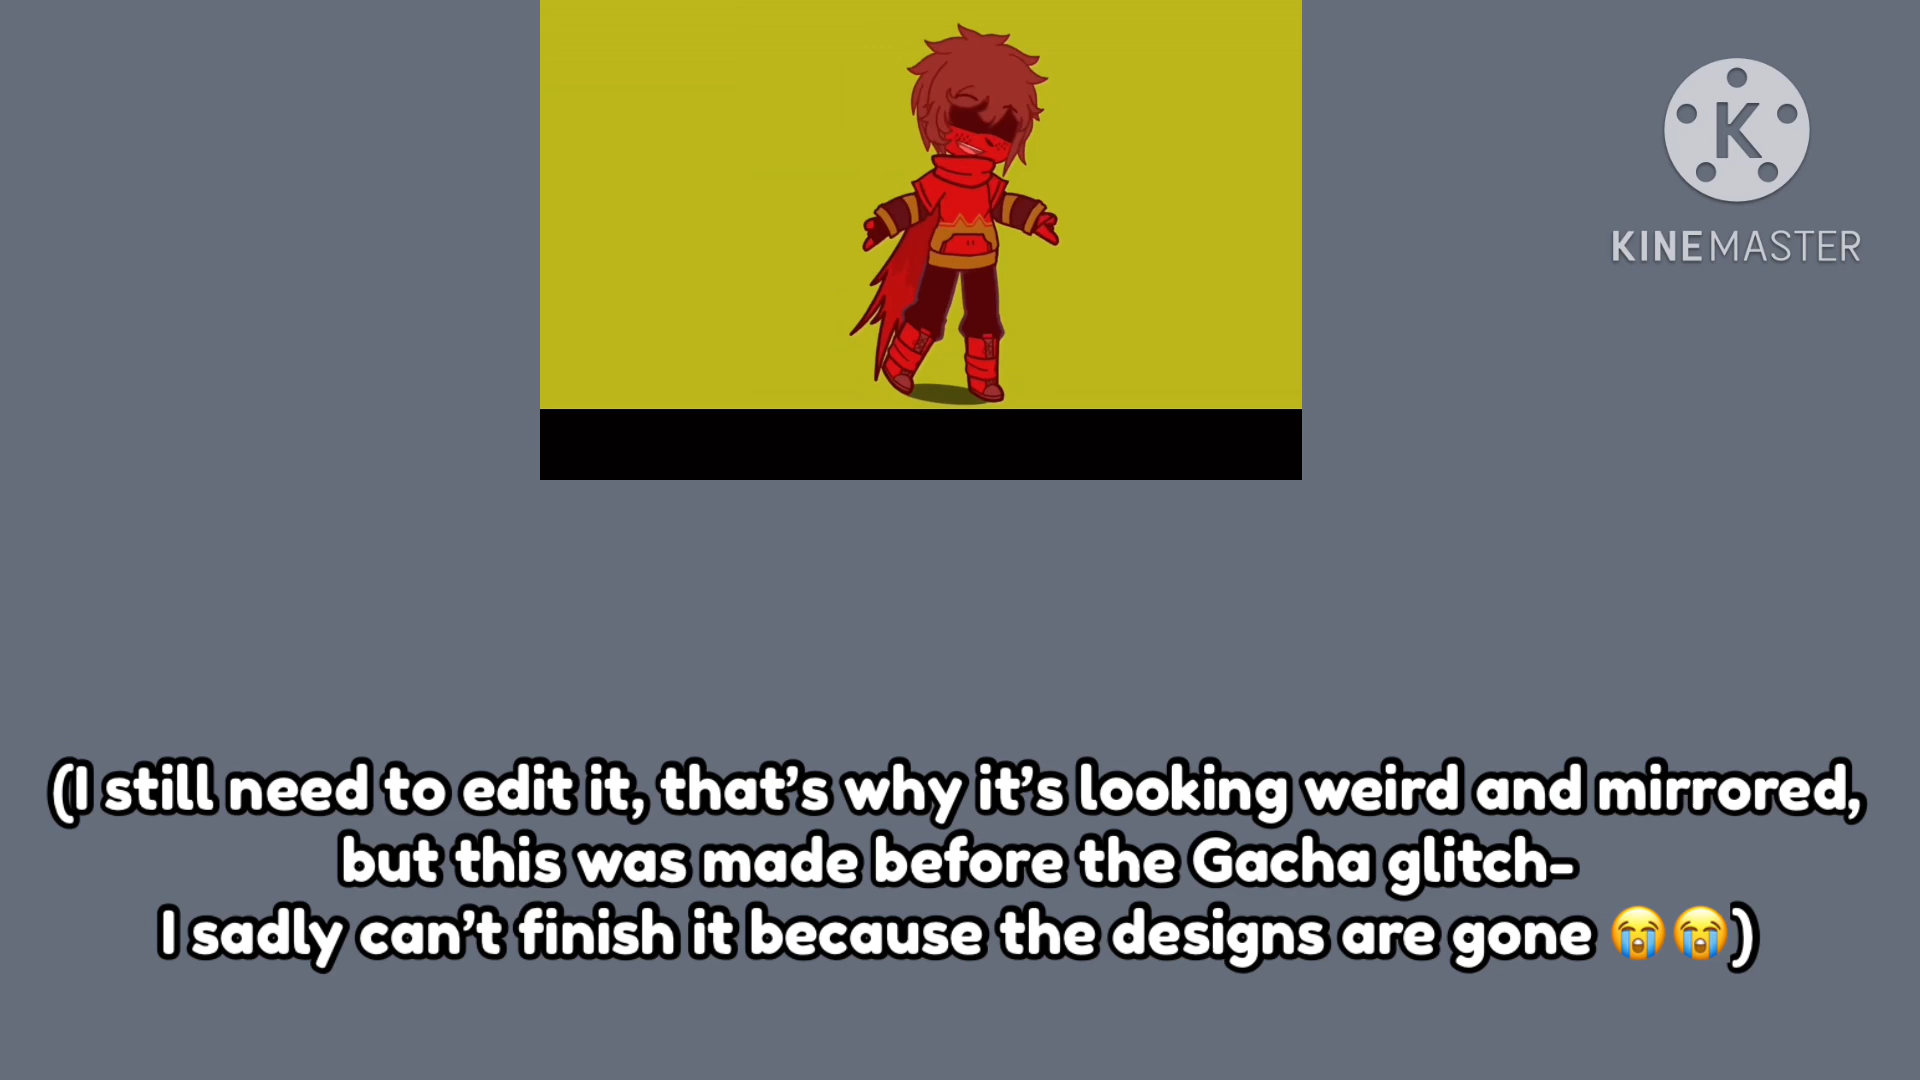 K
KINEMASTER
(I still need to edit it, that's why it's looking weird and mirrored,
but this was made before the Gacha glitch-
I sadly can't finish it because the designs are gone 😭😭)